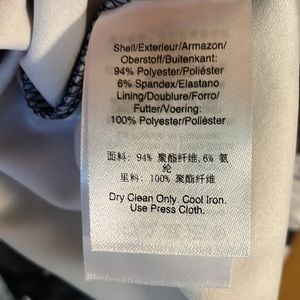 Shell/Exterieur/Armazon/
Oberstoff/Buitenkant:
94% Polyester/Poliéster
6% Spandex/Elastano
Lining/Doublure/Forro/
Futter/Voering:
100% Polyester/Poliéster
面料: 94% 聚酯纤维,6% 氨
纶
里料: 100% 聚酯纤维
Dry Clean Only. Cool Iron.
Use Press Cloth.